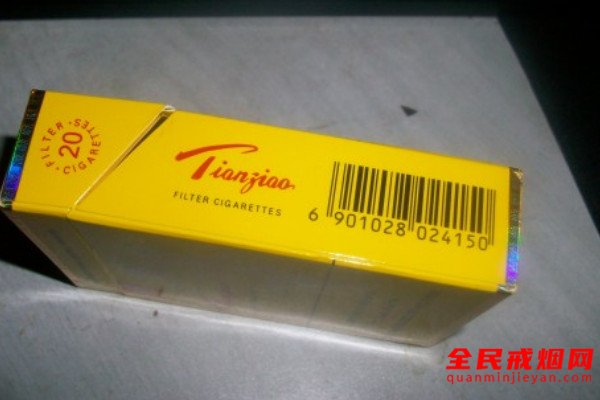 FILTER
20
CIGARETTES
Tianziao
FILTER CIGARETTES
6 901028 024150
全民戒烟网
quanminjieyan.com